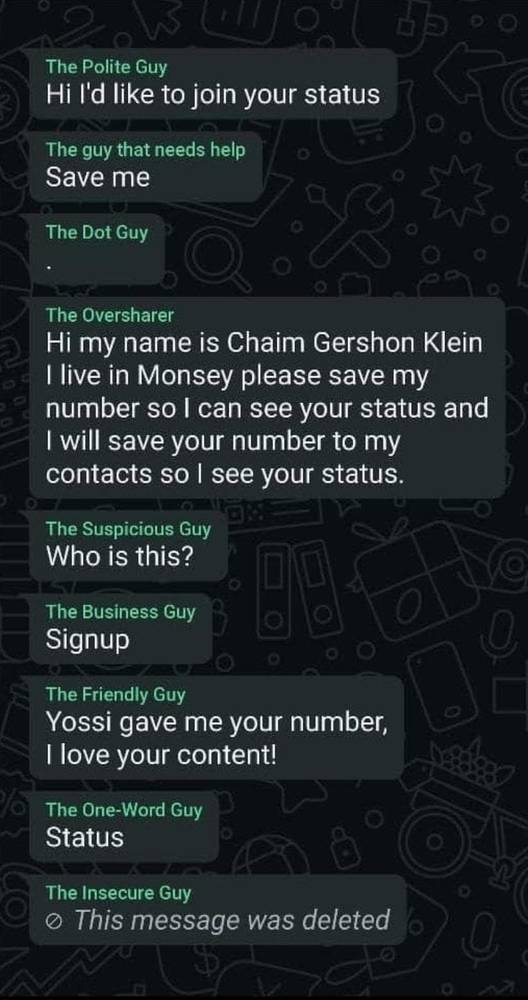 The Polite Guy
Hi I'd like to join your status
The guy that needs help
Save me
The Dot Guy
.
The Oversharer
Hi my name is Chaim Gershon Klein
I live in Monsey please save my
number so I can see your status and
I will save your number to my
contacts so I see your status.
The Suspicious Guy
Who is this?
The Business Guy
Signup
The Friendly Guy
Yossi gave me your number,
I love your content!
The One-Word Guy
Status
The Insecure Guy
This message was deleted